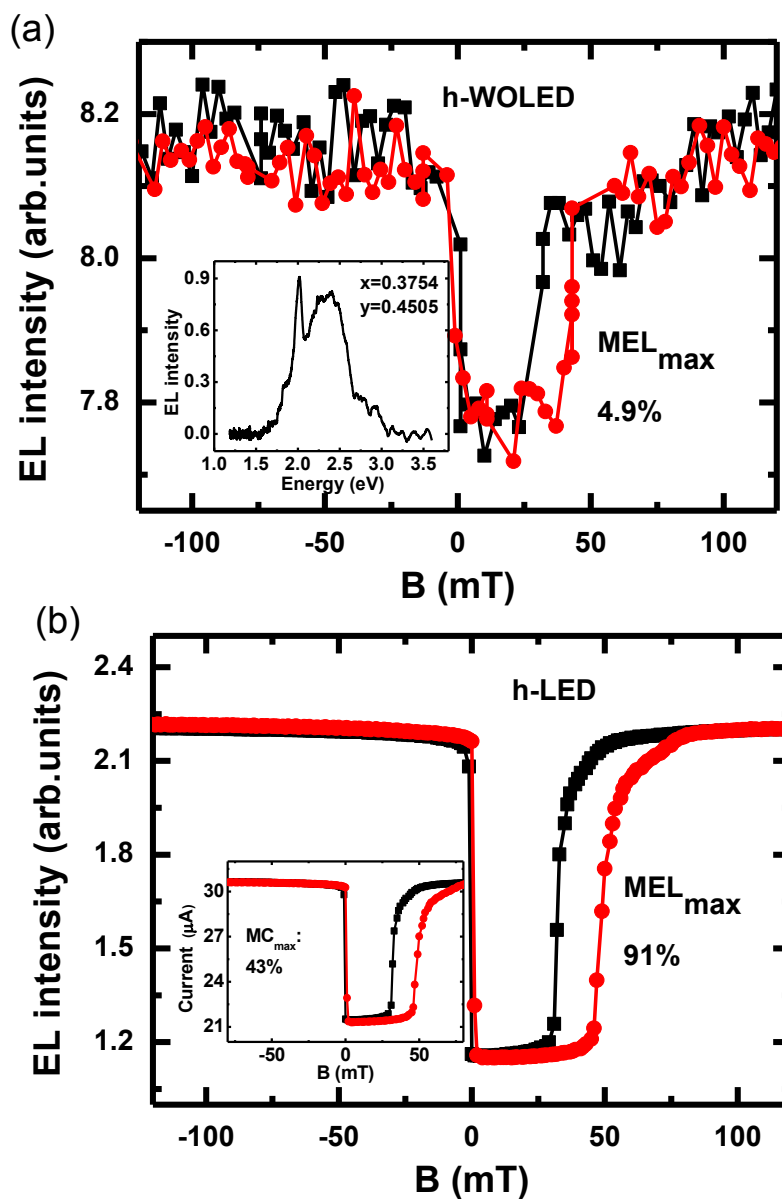 (a)
EL intensity (arb.units)
8.2
8.0
7.8
h-WOLED
EL intensity
0.9
0.6
0.3
0.0
x=0.3754
y=0.4505
1.0 1.5 2.0 2.5 3.0 3.5
Energy (eV)
MELmax
4.9%
-100 -50 0 50 100
B (mT)
(b)
EL intensity (arb.units)
2.4
2.1
1.8
1.5
1.2
h-LED
Current (μA)
30
27
24
21
MCmax:
43%
-50 0 50
B (mT)
MELmax
91%
-100 -50 0 50 100
B (mT)